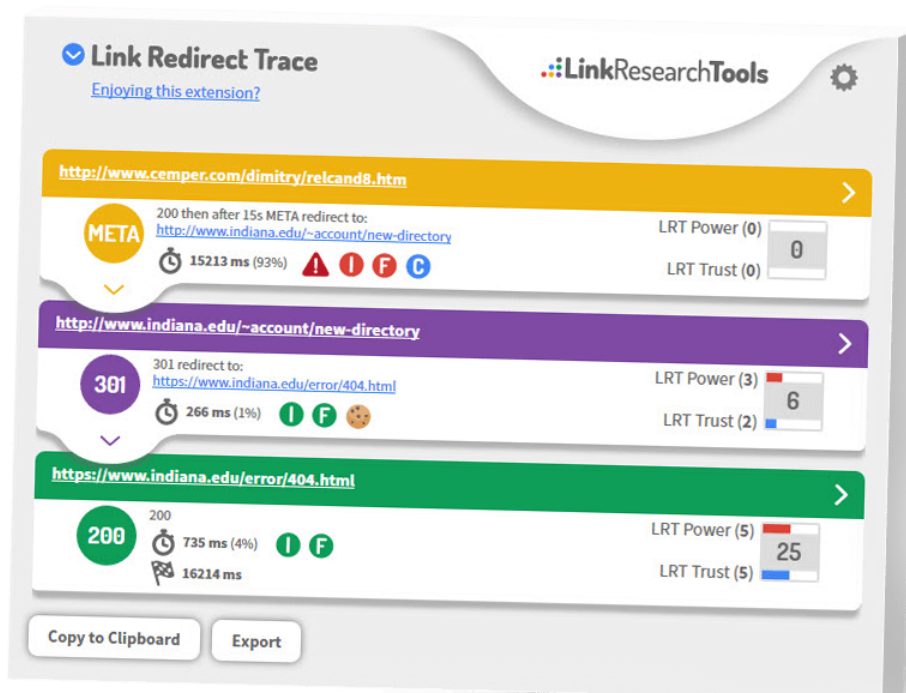 Link Redirect Trace
Enjoying this extension?
LinkResearchTools
http://www.cemper.com/dimitry/relcand8.htm
META
200 then after 15s META redirect to:
http://www.indiana.edu/~account/new-directory
15213 ms (93%)
I F C
LRT Power (0)
0
LRT Trust (0)
http://www.indiana.edu/~account/new-directory
301
301 redirect to:
https://www.indiana.edu/error/404.html
266 ms (1%)
I F
LRT Power (3)
6
LRT Trust (2)
https://www.indiana.edu/error/404.html
200
200
735 ms (4%)
I F
16214 ms
LRT Power (5)
25
LRT Trust (5)
Copy to Clipboard
Export